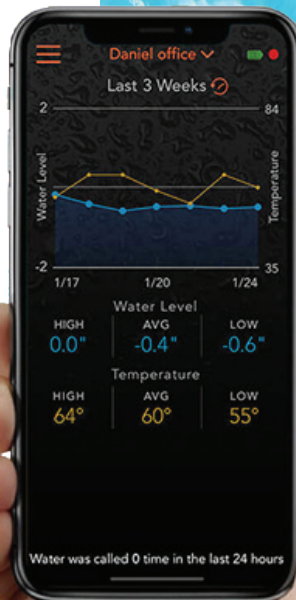 Daniel office
Last 3 Weeks
2
84
Water Level
Temperature
-2
35
1/17
1/20
1/24
Water Level
HIGH
AVG
LOW
0.0"
-0.4"
-0.6"
Temperature
HIGH
AVG
LOW
64°
60°
55°
Water was called 0 time in the last 24 hours